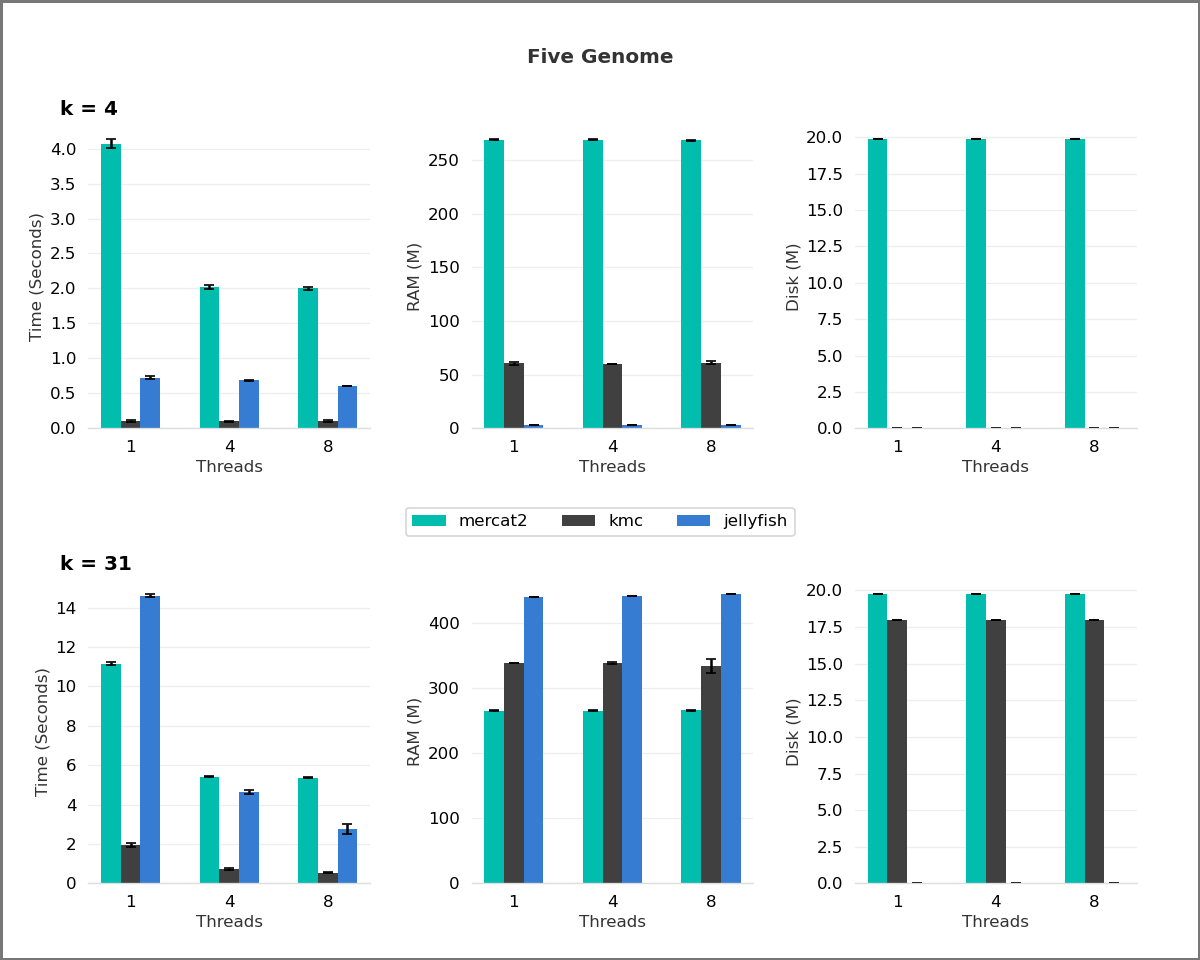 Five Genome
k = 4
Time (Seconds)
4.0
3.5
3.0
2.5
2.0
1.5
1.0
0.5
0.0
1 4 8
Threads
RAM (M)
250
200
150
100
50
0
1 4 8
Threads
Disk (M)
20.0
17.5
15.0
12.5
10.0
7.5
5.0
2.5
0.0
1 4 8
Threads
mercat2 kmc jellyfish
k = 31
Time (Seconds)
14
12
10
8
6
4
2
0
1 4 8
Threads
RAM (M)
400
300
200
100
0
1 4 8
Threads
Disk (M)
20.0
17.5
15.0
12.5
10.0
7.5
5.0
2.5
0.0
1 4 8
Threads